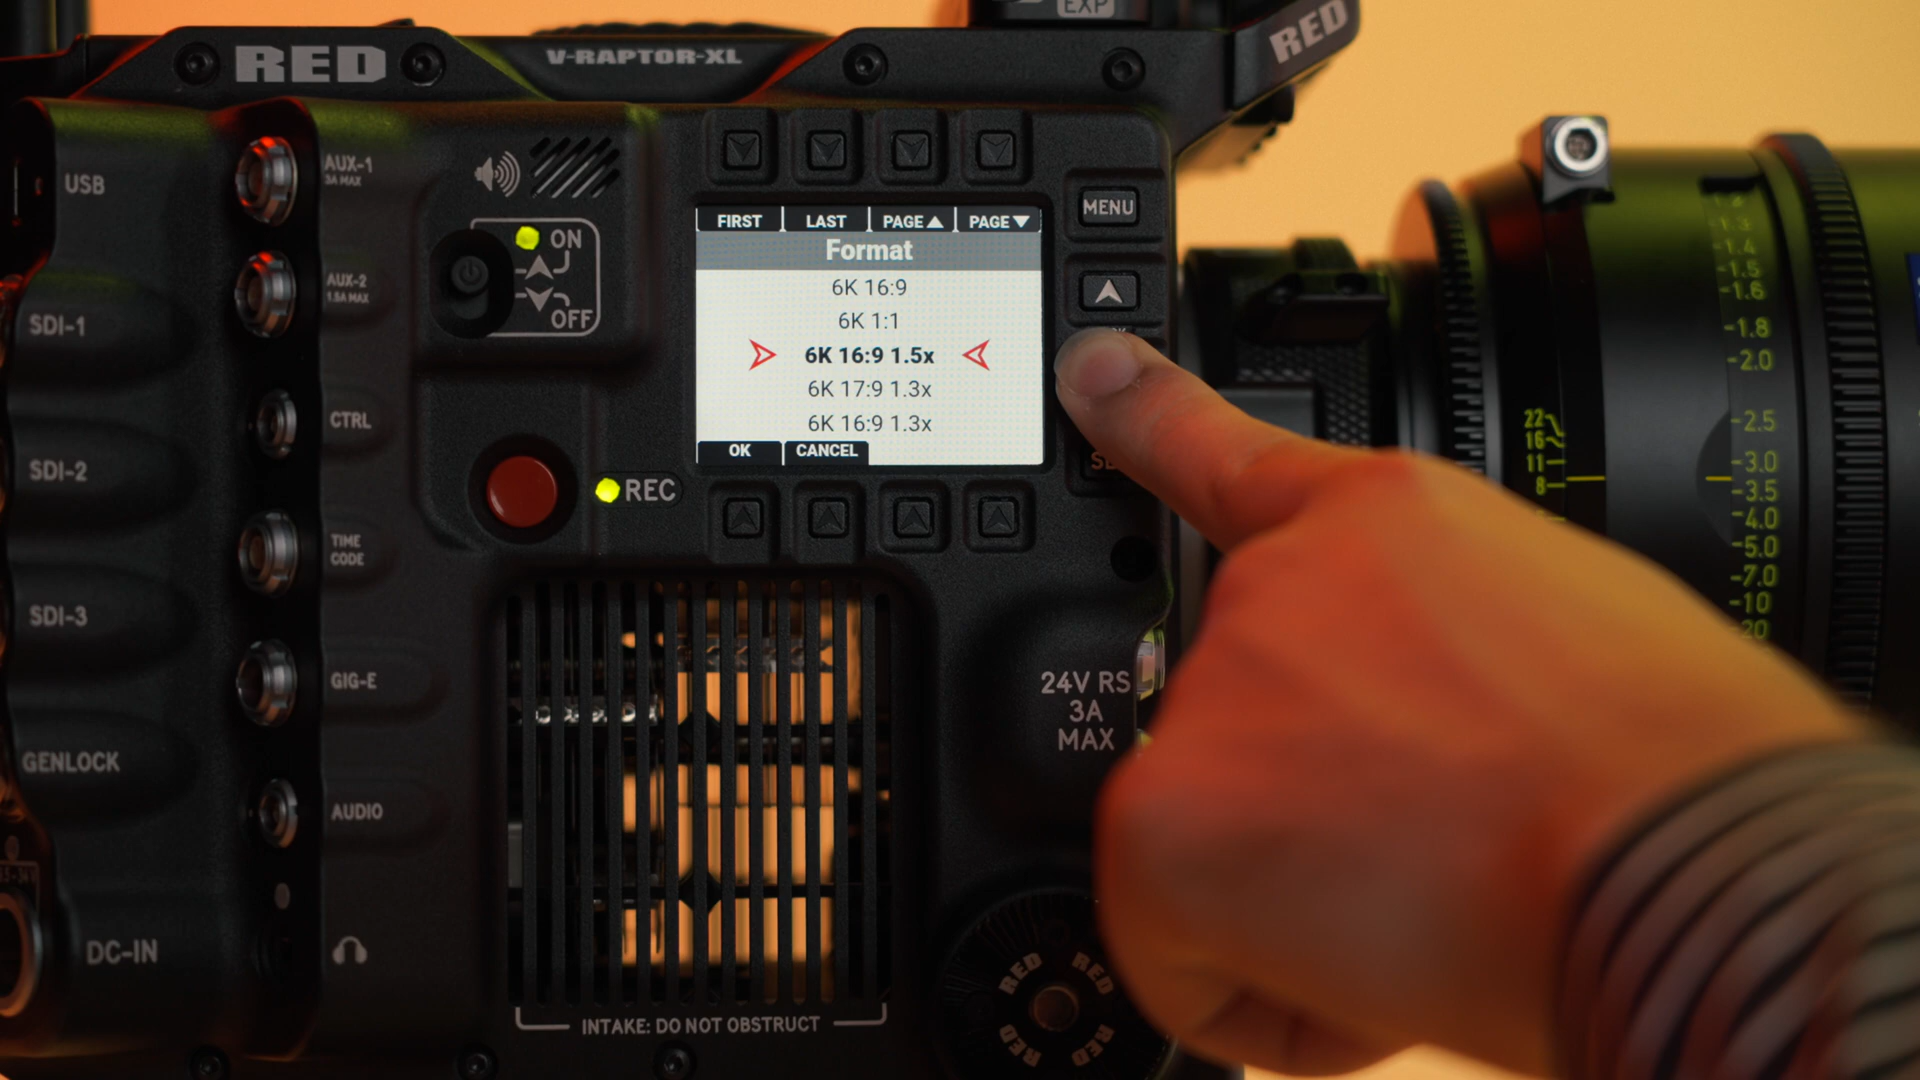 EXP
RED
V-RAPTOR-XL
RED
USB
AUX-1
3A MAX
AUX-2
1.5A MAX
SDI-1
CTRL
SDI-2
TIME
CODE
SDI-3
GIG-E
GENLOCK
AUDIO
DC-IN
ON
OFF
REC
FIRST
LAST
PAGE▲
PAGE▼
Format
6K 16:9
6K 1:1
6K 16:9 1.5x
6K 17:9 1.3x
6K 16:9 1.3x
OK
CANCEL
MENU
24V RS
3A
MAX
INTAKE: DO NOT OBSTRUCT
RED
RED
RED
RED
22
16
11
8
1.3
1.4
1.5
1.6
1.8
2.0
2.5
3.0
3.5
4.0
5.0
7.0
10
20